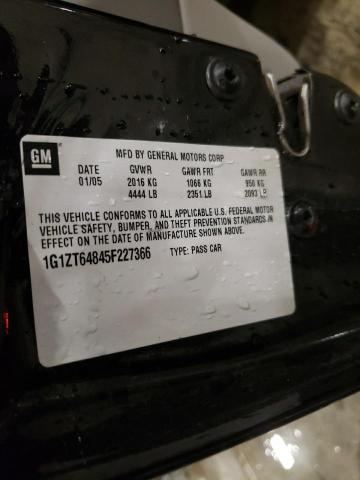 GM
MFD BY GENERAL MOTORS CORP
DATE GVWR GAWR FRT GAWR RR
01/05 2016 KG 1066 KG 950 KG
4444 LB 2351 LB 2093 LB
THIS VEHICLE CONFORMS TO ALL APPLICABLE U.S. FEDERAL MOTOR
VEHICLE SAFETY, BUMPER, AND THEFT PREVENTION STANDARDS IN
EFFECT ON THE DATE OF MANUFACTURE SHOWN ABOVE.
1G1ZT64845F227366 TYPE: PASS CAR